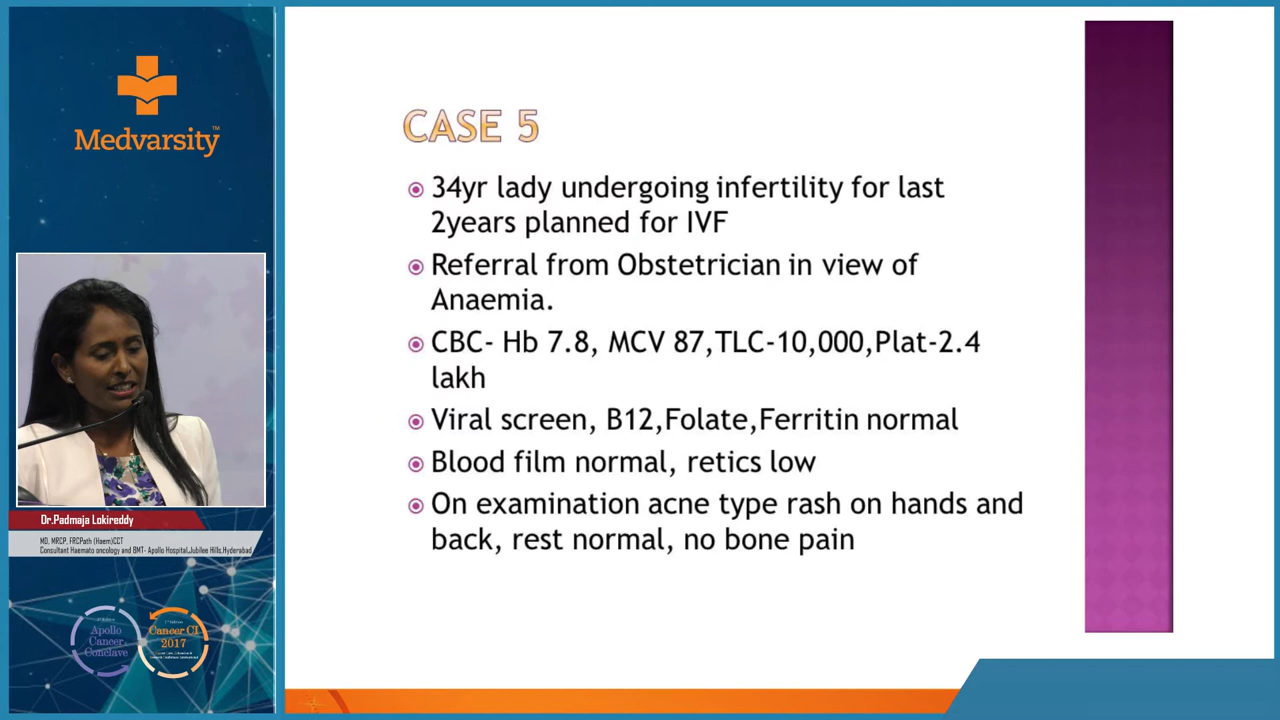 Medvarsity™
CASE 5
34yr lady undergoing infertility for last
2years planned for IVF
Referral from Obstetrician in view of
Anaemia.
CBC- Hb 7.8, MCV 87,TLC-10,000,Plat-2.4
lakh
Viral screen, B12,Folate,Ferritin normal
Blood film normal, retics low
On examination acne type rash on hands and
back, rest normal, no bone pain
Dr.Padmaja Lokireddy
MD, MRCP, FRCPath (Haem)CCT
Consultant Haemato oncology and BMT- Apollo Hospital,Jubilee Hills,Hyderabad
Apollo
Cancer
Conclave
Cancer CI
2017